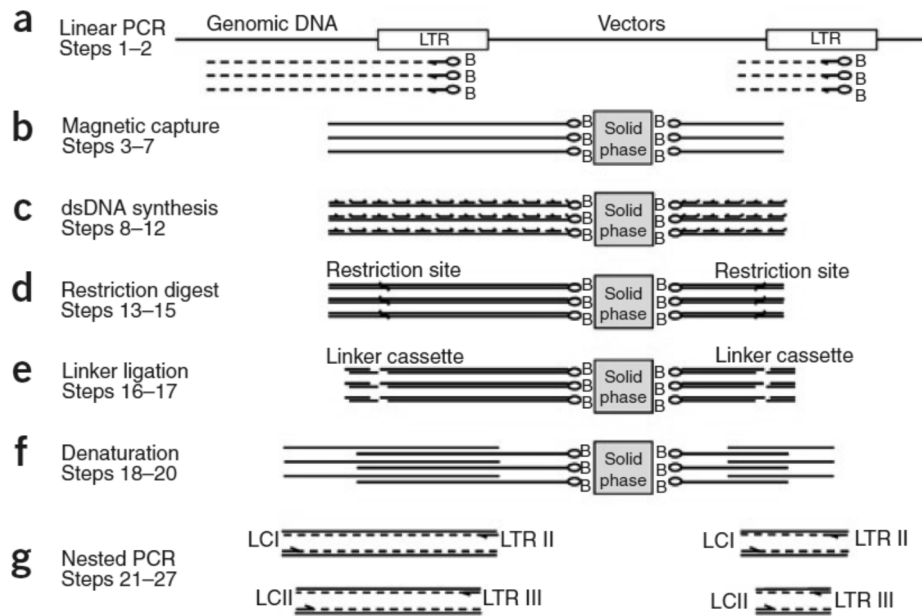 a
Linear PCR
Steps 1–2
Genomic DNA
LTR
Vectors
LTR
B
B
B
B
B
B
b
Magnetic capture
Steps 3–7
B
B
B
Solid
phase
B
B
B
c
dsDNA synthesis
Steps 8–12
B
B
B
Solid
phase
B
B
B
d
Restriction digest
Steps 13–15
Restriction site
Restriction site
B
B
B
Solid
phase
B
B
B
e
Linker ligation
Steps 16–17
Linker cassette
Linker cassette
B
B
B
Solid
phase
B
B
B
f
Denaturation
Steps 18–20
B
B
B
Solid
phase
B
B
B
g
Nested PCR
Steps 21–27
LCI
LTR II
LCI
LTR II
LCII
LTR III
LCII
LTR III